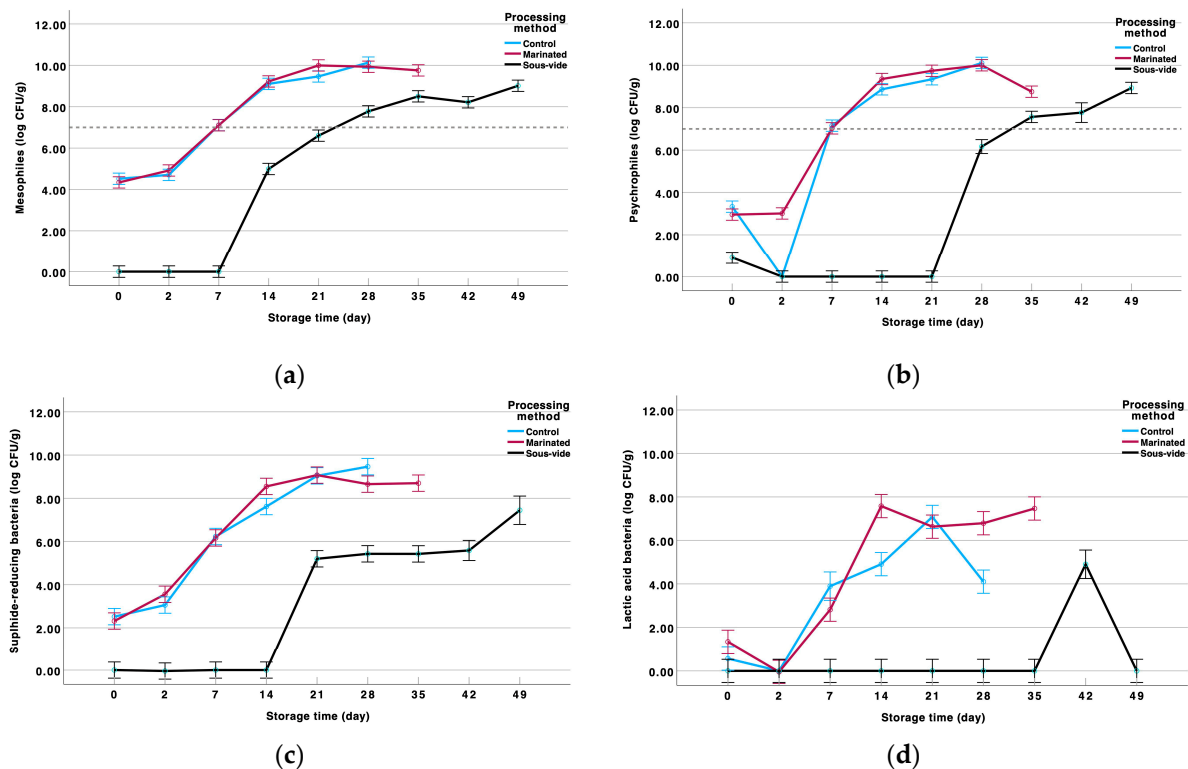 Processing
method
Control
Marinated
Sous-vide
12.00
10.00
8.00
6.00
4.00
2.00
0.00
Mesophiles (log CFU/g)
0 2 7 14 21 28 35 42 49
Storage time (day)
(a)
Processing
method
Control
Marinated
Sous-vide
12.00
10.00
8.00
6.00
4.00
2.00
0.00
Psychrophiles (log CFU/g)
0 2 7 14 21 28 35 42 49
Storage time (day)
(b)
Processing
method
Control
Marinated
Sous-vide
12.00
10.00
8.00
6.00
4.00
2.00
0.00
Suplhide-reducing bacteria (log CFU/g)
0 2 7 14 21 28 35 42 49
Storage time (day)
(c)
Processing
method
Control
Marinated
Sous-vide
12.00
10.00
8.00
6.00
4.00
2.00
0.00
Lactic acid bacteria (log CFU/g)
0 2 7 14 21 28 35 42 49
Storage time (day)
(d)